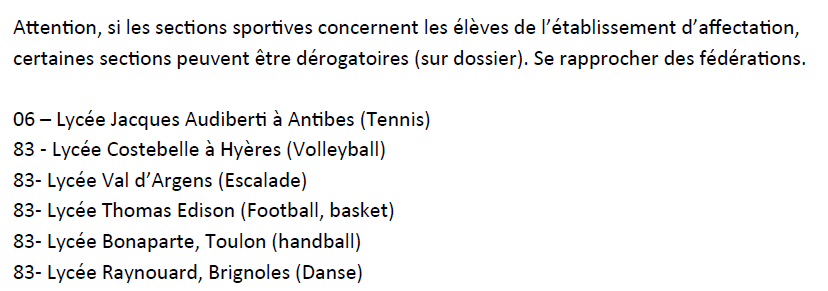 Attention, si les sections sportives concernent les élèves de l’établissement d’affectation,
certaines sections peuvent être dérogatoires (sur dossier). Se rapprocher des fédérations.
06 – Lycée Jacques Audiberti à Antibes (Tennis)
83 - Lycée Costebelle à Hyères (Volleyball)
83- Lycée Val d’Argens (Escalade)
83- Lycée Thomas Edison (Football, basket)
83- Lycée Bonaparte, Toulon (handball)
83- Lycée Raynouard, Brignoles (Danse)